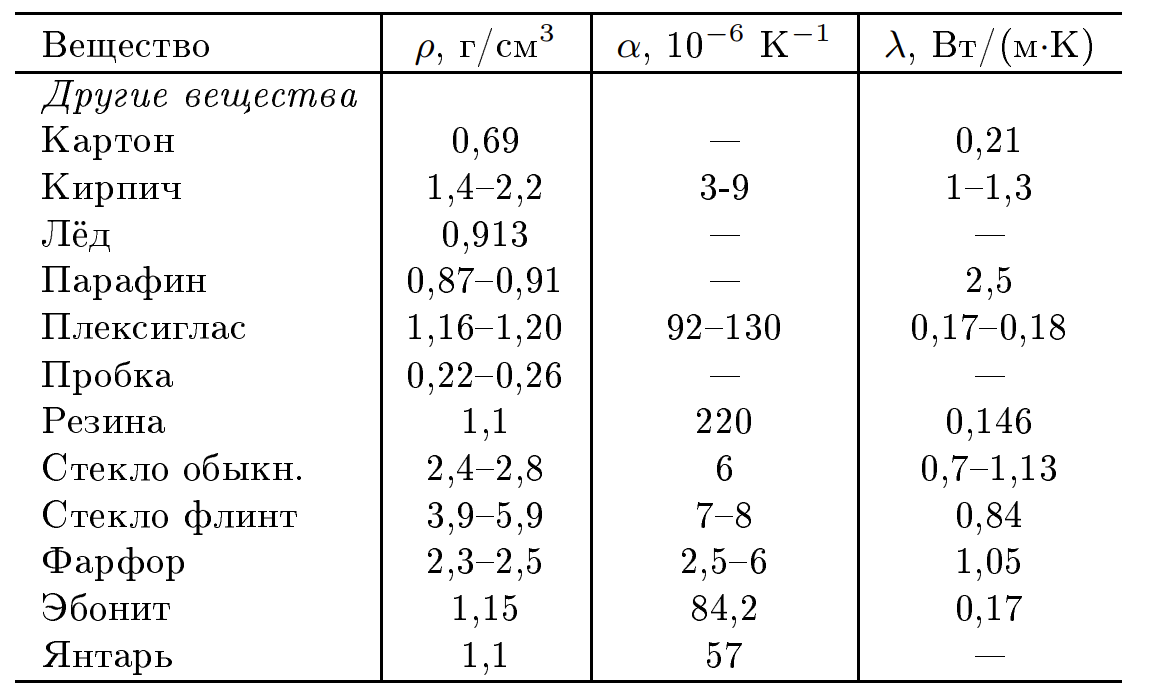 Вещество ρ, г/см³ α, 10⁻⁶ К⁻¹ λ, Вт/(м·К)
Другие вещества
Картон 0,69 — 0,21
Кирпич 1,4–2,2 3-9 1–1,3
Лёд 0,913 — —
Парафин 0,87–0,91 — 2,5
Плексиглас 1,16–1,20 92–130 0,17–0,18
Пробка 0,22–0,26 — —
Резина 1,1 220 0,146
Стекло обыкн. 2,4–2,8 6 0,7–1,13
Стекло флинт 3,9–5,9 7–8 0,84
Фарфор 2,3–2,5 2,5–6 1,05
Эбонит 1,15 84,2 0,17
Янтарь 1,1 57 —